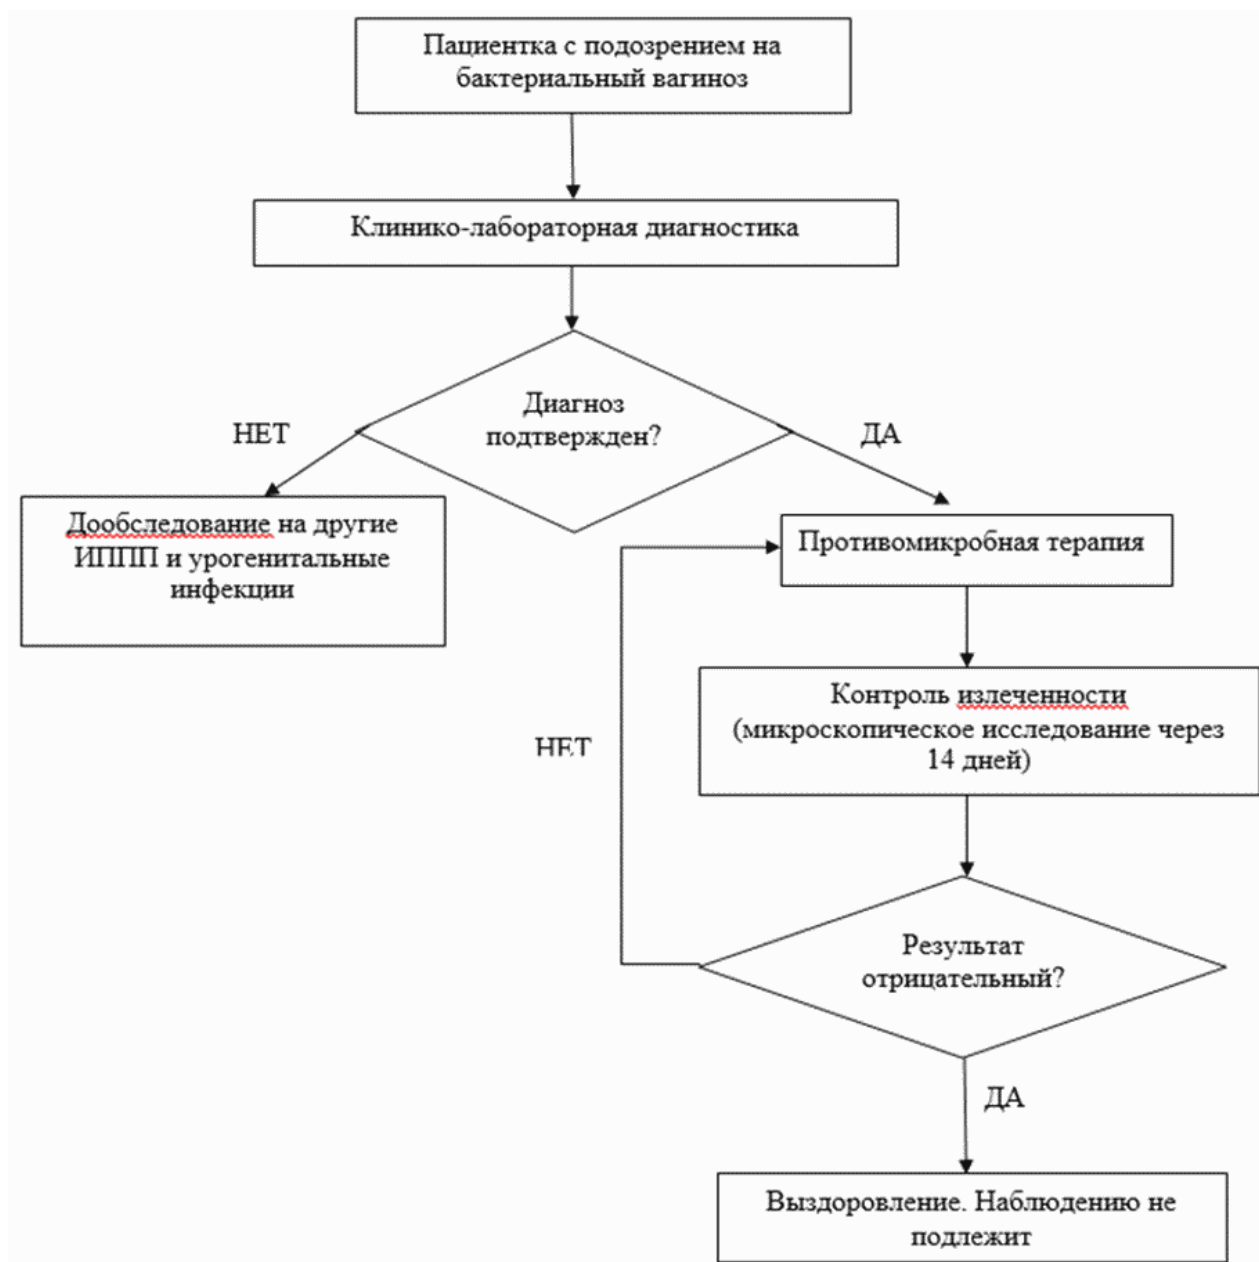 Пациентка с подозрением на
бактериальный вагиноз
Клинико-лабораторная диагностика
Диагноз
подтвержден?
НЕТ
ДА
Дообследование на другие
ИППП и урогенитальные
инфекции
Противомикробная терапия
Контроль излеченности
(микроскопическое исследование через
14 дней)
НЕТ
Результат
отрицательный?
ДА
Выздоровление. Наблюдению не
подлежит